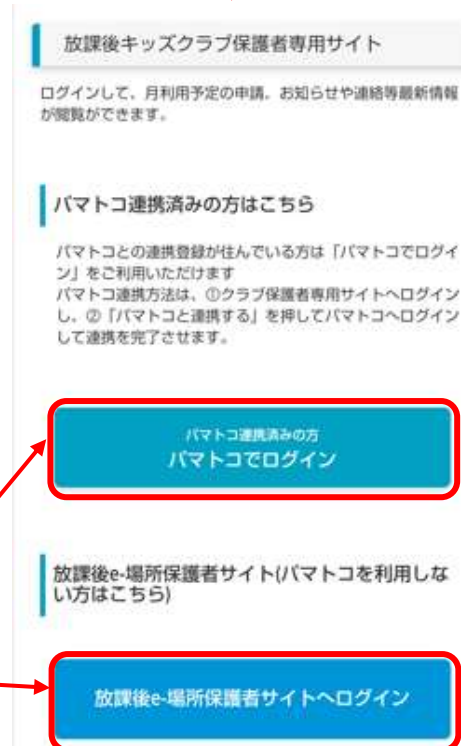 放課後キッズクラブ保護者専用サイト
ログインして、月利用予定の申請、お知らせや連絡等最新情報
が閲覧ができます。
パマトコ連携済みの方はこちら
パマトコとの連携登録が住んでいる方は「パマトコでログイ
ン」をご利用いただけます
パマトコ連携方法は、①クラブ保護者専用サイトへログイン
し、②「パマトコと連携する」を押してパマトコへログイン
して連携を完了させます。
パマトコ連携済みの方
パマトコでログイン
放課後e-場所保護者サイト(パマトコを利用しな
い方はこちら)
放課後e-場所保護者サイトへログイン